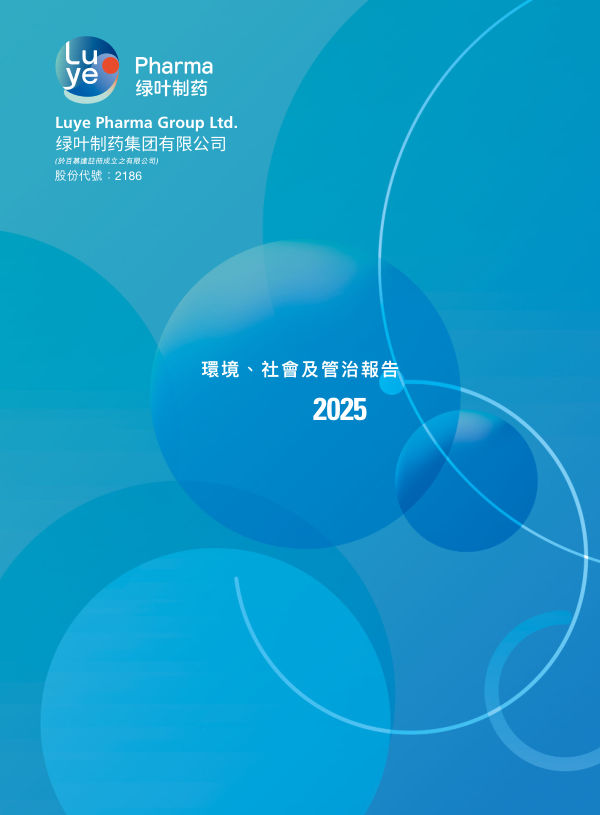 Lu
ye
Pharma
绿叶制药
Luye Pharma Group Ltd.
绿叶制药集团有限公司
(於百慕達註冊成立之有限公司)
股份代號：2186
環境、社會及管治報告
2025